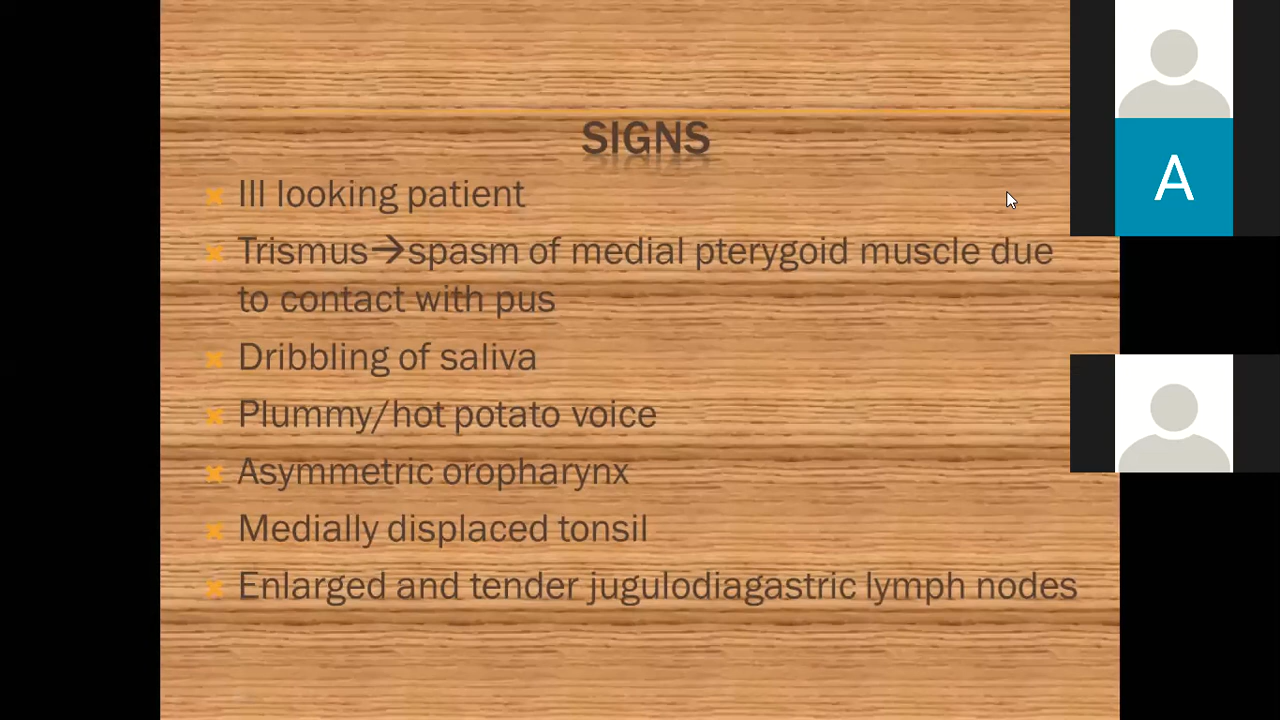 SIGNS
Ill looking patient
Trismus→spasm of medial pterygoid muscle due
to contact with pus
Dribbling of saliva
Plummy/hot potato voice
Asymmetric oropharynx
Medially displaced tonsil
Enlarged and tender jugulodiagastric lymph nodes
A